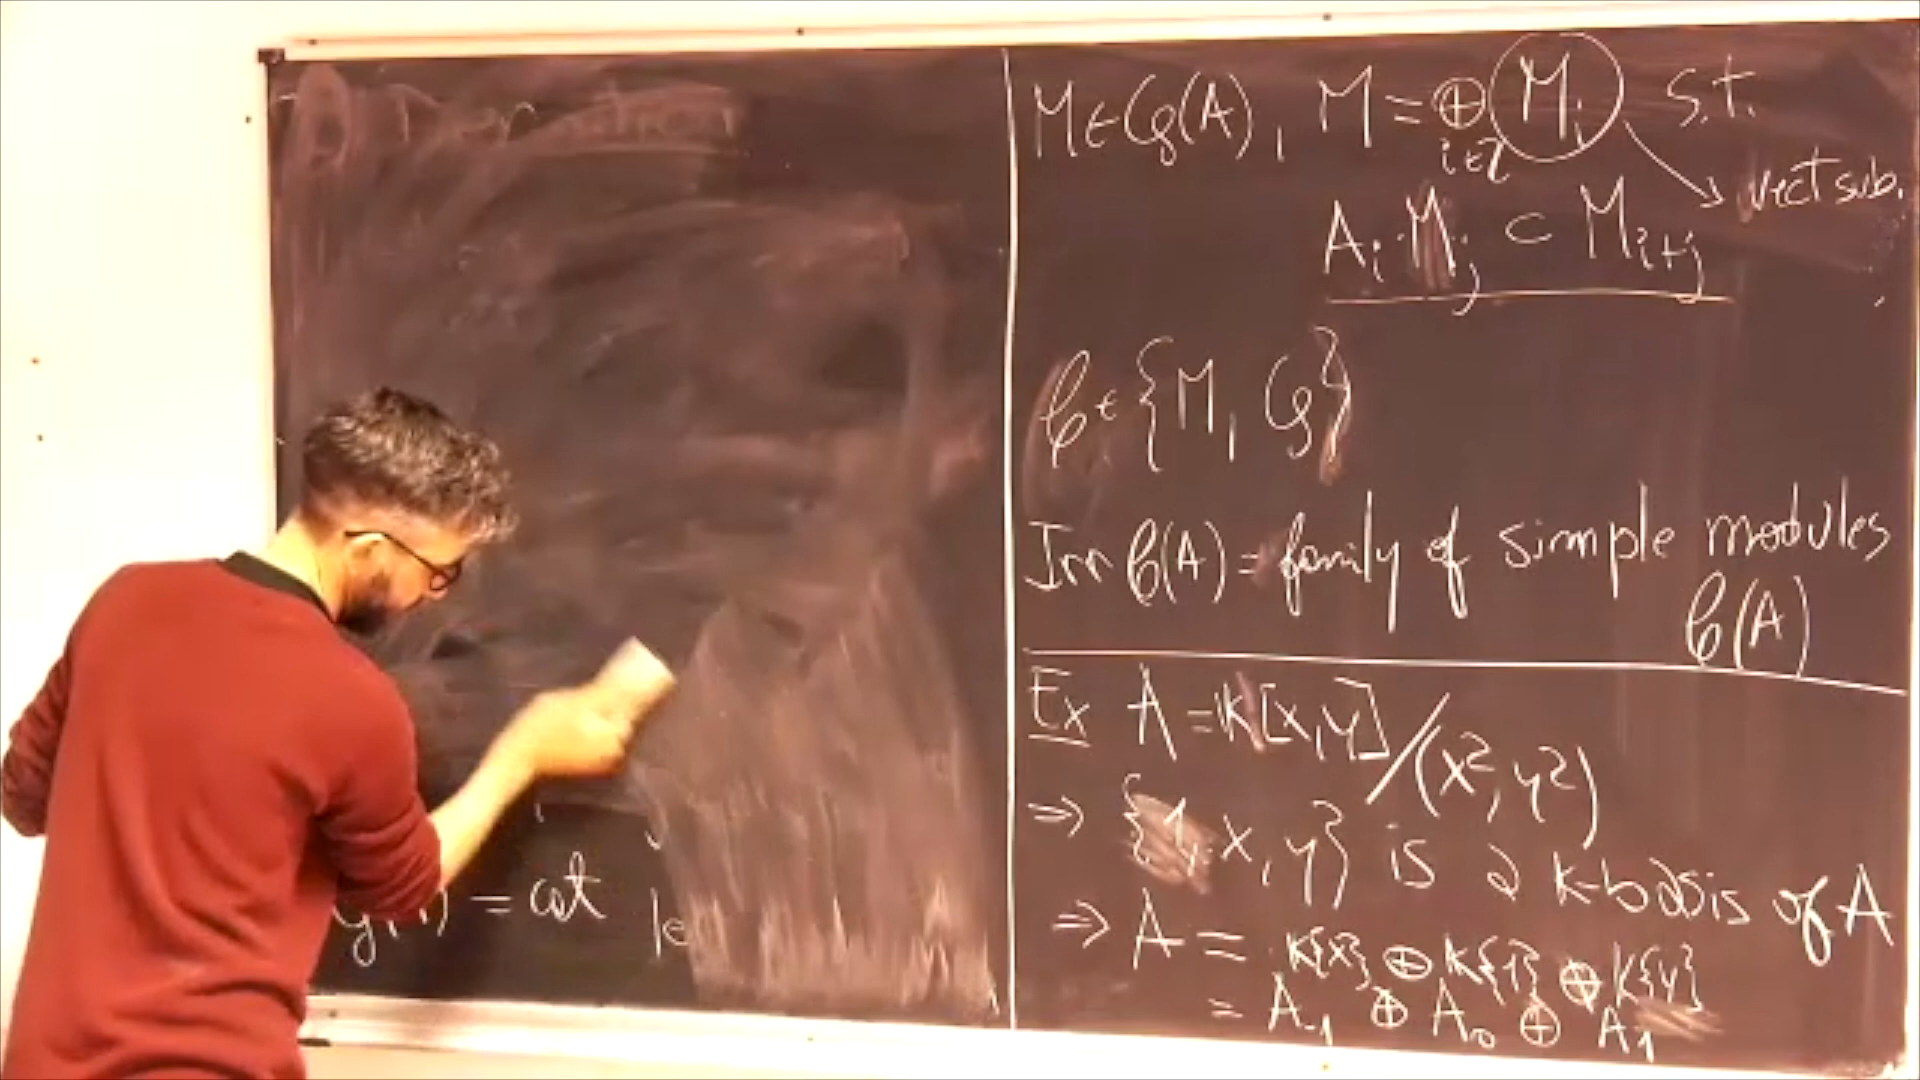 = cat
M ∈ G(A), M = ⊕ M_i s.t.
i ∈ Z
vect sub.
A_i · M_j ⊂ M_{i+j}
C ∈ {M, G}
Irr C(A) = family of simple modules
C(A)
Ex A = K[x,y]/(x², y²)
⇒ {1, x, y} is a K-basis of A
⇒ A = K{x} ⊕ K{1} ⊕ K{y}
= A_{-1} ⊕ A_0 ⊕ A_1